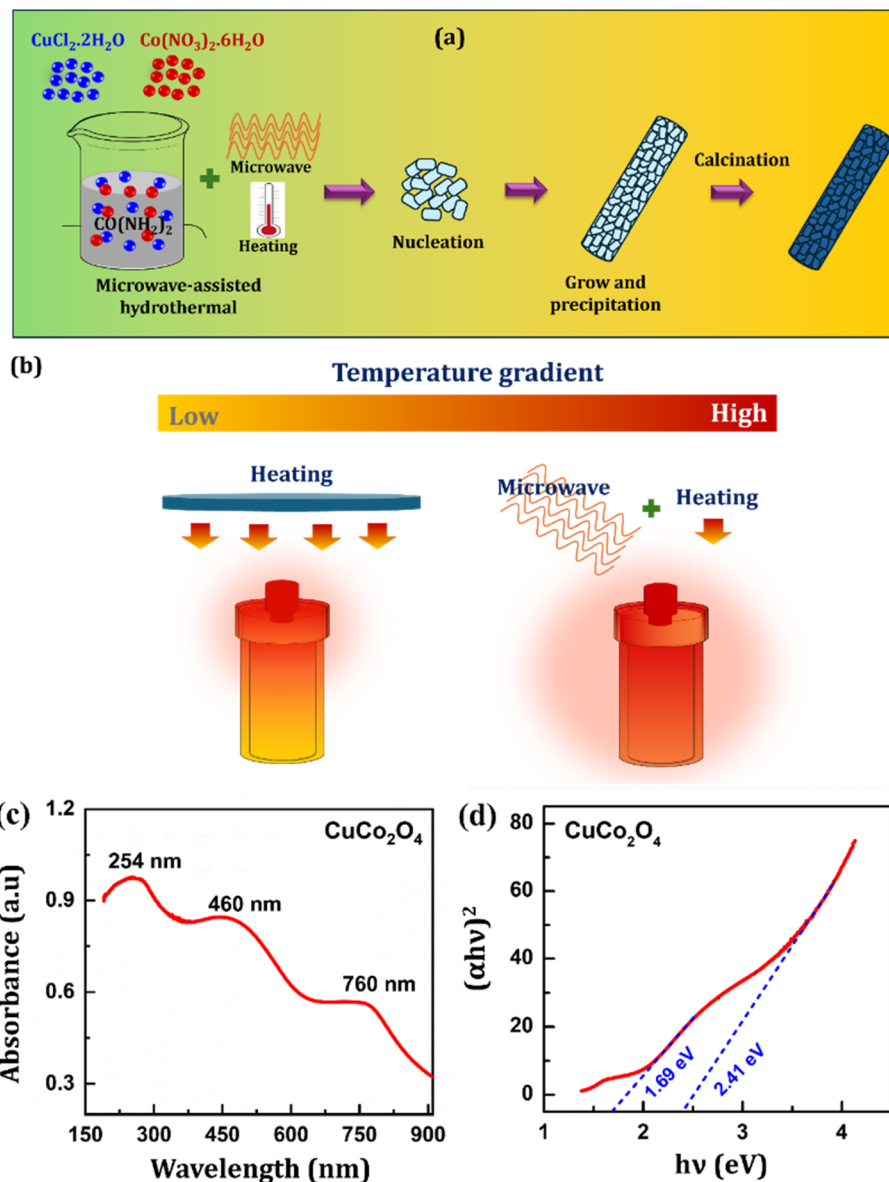 (a)
CuCl₂.2H₂O
Co(NO₃)₂.6H₂O
Microwave
CO(NH₂)₂
Heating
Microwave-assisted
hydrothermal
Nucleation
Grow and
precipitation
Calcination
(b)
Temperature gradient
Low
High
Heating
Microwave
Heating
(c)
CuCo₂O₄
254 nm
460 nm
760 nm
1.2
0.9
0.6
0.3
Absorbance (a.u)
150
300
450
600
750
900
Wavelength (nm)
(d)
CuCo₂O₄
80
60
40
20
0
(αhν)²
1.69 eV
2.41 eV
1
2
3
4
hν (eV)